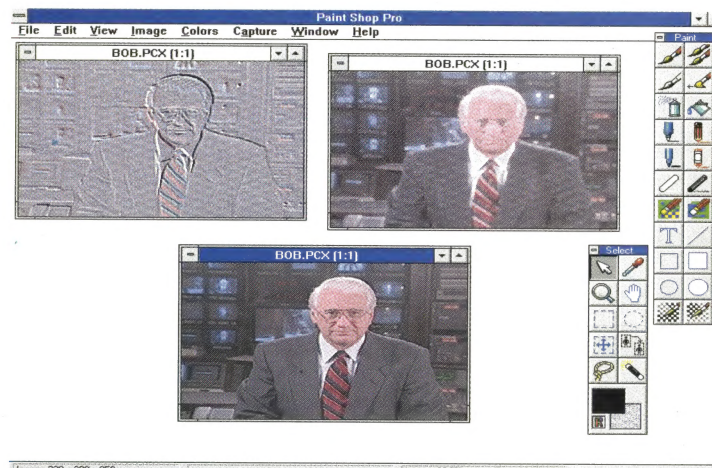 Paint Shop Pro
File Edit View Image Colors Capture Window Help
BOB.PCX [1:1]
BOB.PCX [1:1]
Paint
BOB.PCX [1:1]
Select
T